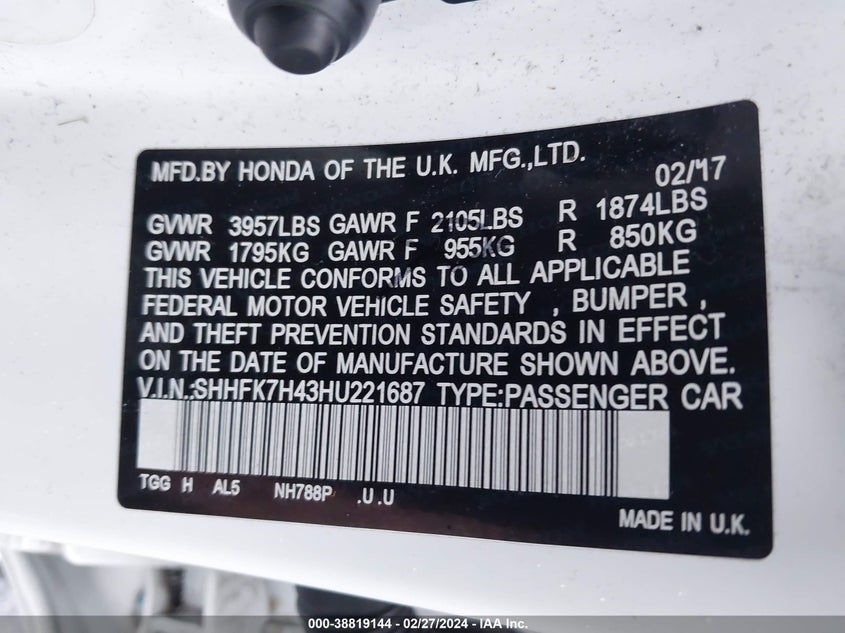 MFD.BY HONDA OF THE U.K. MFG.,LTD. 02/17
GVWR 3957LBS GAWR F 2105LBS R 1874LBS
GVWR 1795KG GAWR F 955KG R 850KG
THIS VEHICLE CONFORMS TO ALL APPLICABLE
FEDERAL MOTOR VEHICLE SAFETY , BUMPER ,
AND THEFT PREVENTION STANDARDS IN EFFECT
ON THE DATE OF MANUFACTURE SHOWN ABOVE.
V.I.N.:SHHFK7H43HU221687 TYPE:PASSENGER CAR
TGG H AL5 NH788P .U .U
MADE IN U.K.
000-38819144 — 02/27/2024 — IAA Inc.